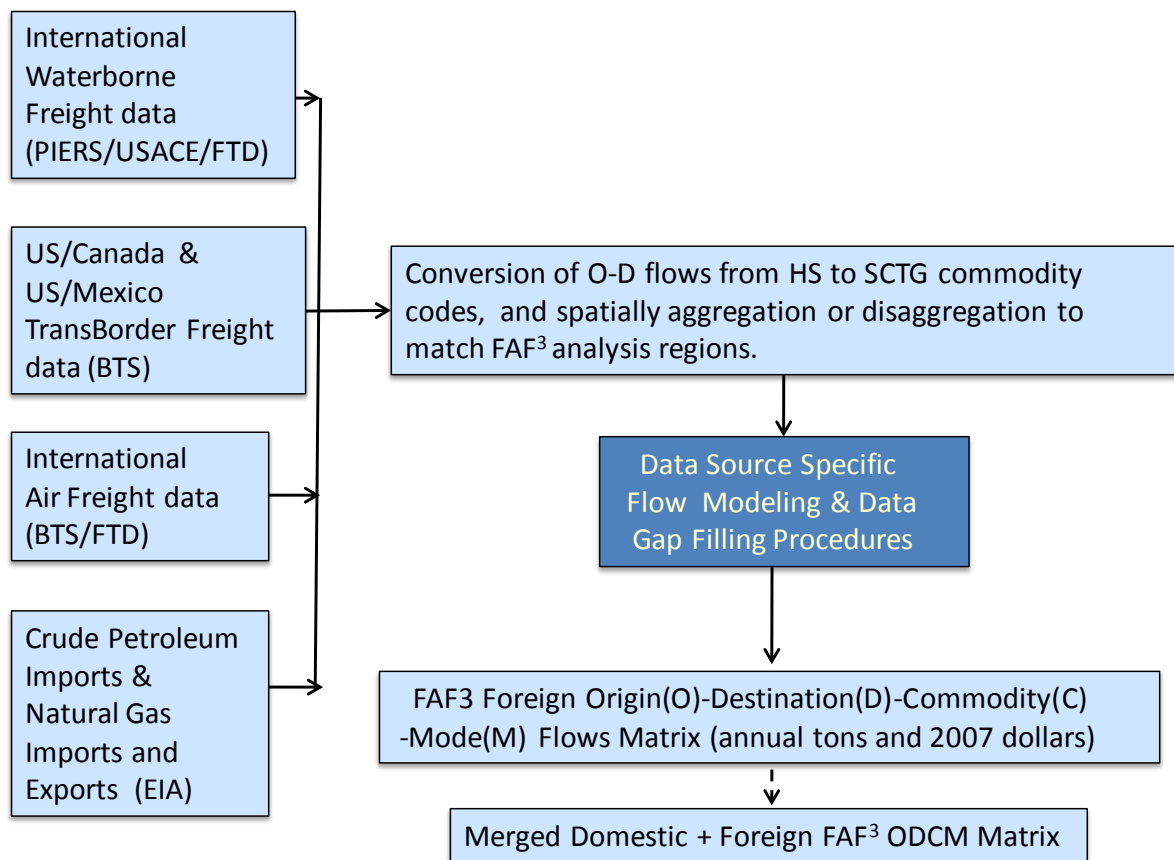 International
Waterborne
Freight data
(PIERS/USACE/FTD)
US/Canada &
US/Mexico
TransBorder Freight
data (BTS)
International
Air Freight data
(BTS/FTD)
Crude Petroleum
Imports &
Natural Gas
Imports and
Exports (EIA)
Conversion of O-D flows from HS to SCTG commodity
codes, and spatially aggregation or disaggregation to
match FAF³ analysis regions.
Data Source Specific
Flow Modeling & Data
Gap Filling Procedures
FAF3 Foreign Origin(O)-Destination(D)-Commodity(C)
-Mode(M) Flows Matrix (annual tons and 2007 dollars)
Merged Domestic + Foreign FAF³ ODCM Matrix